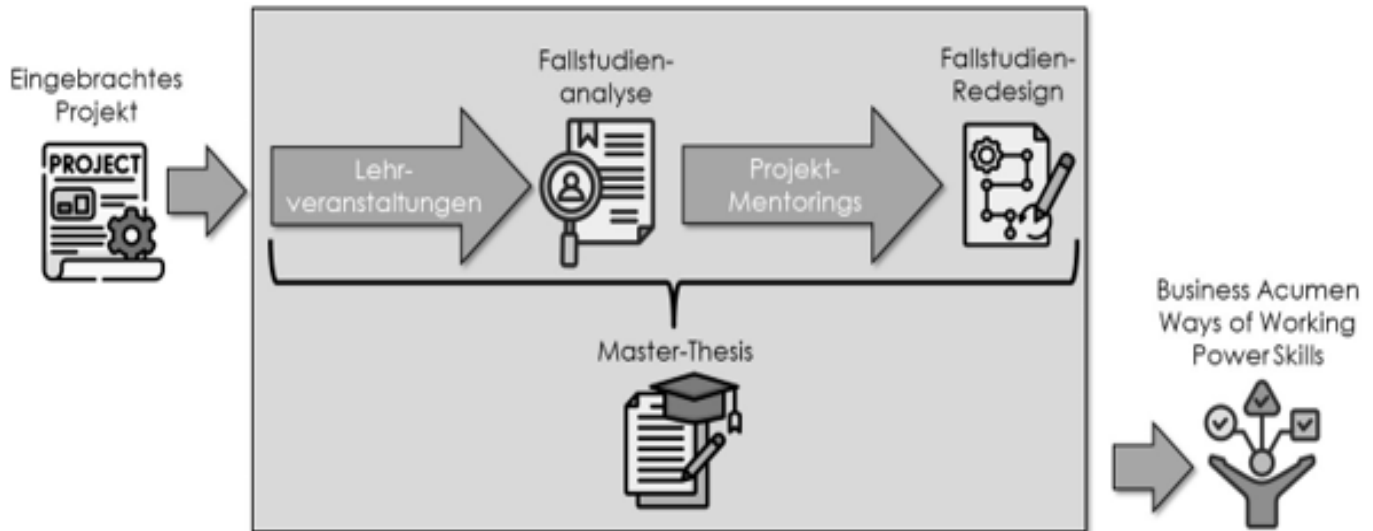 Eingebrachtes
Projekt
PROJECT
Lehr-
veranstaltungen
Fallstudien-
analyse
Projekt-
Mentorings
Fallstudien-
Redesign
Master-Thesis
Business Acumen
Ways of Working
Power Skills